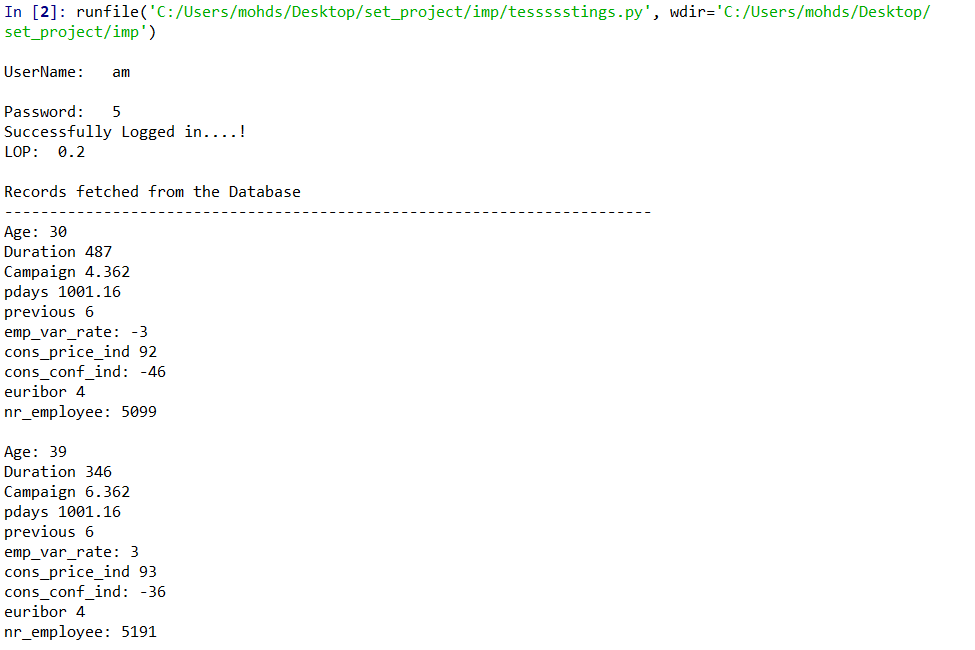 In [2]: runfile('C:/Users/mohds/Desktop/set_project/imp/tessssstings.py', wdir='C:/Users/mohds/Desktop/
set_project/imp')
UserName:   am
Password:   5
Successfully Logged in....!
LOP:  0.2
Records fetched from the Database
------------------------------------------------------------------------
Age: 30
Duration 487
Campaign 4.362
pdays 1001.16
previous 6
emp_var_rate: -3
cons_price_ind 92
cons_conf_ind: -46
euribor 4
nr_employee: 5099
Age: 39
Duration 346
Campaign 6.362
pdays 1001.16
previous 6
emp_var_rate: 3
cons_price_ind 93
cons_conf_ind: -36
euribor 4
nr_employee: 5191